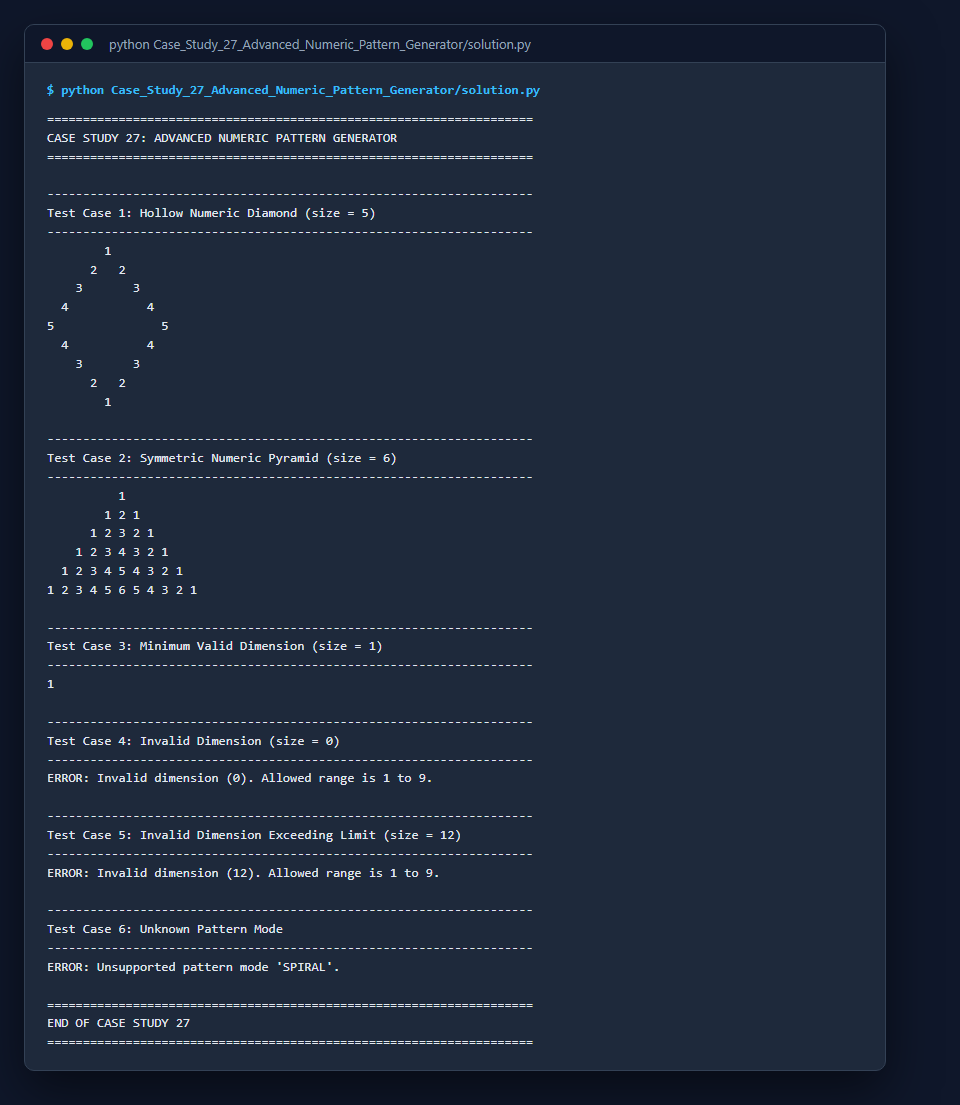 python Case_Study_27_Advanced_Numeric_Pattern_Generator/solution.py
$ python Case_Study_27_Advanced_Numeric_Pattern_Generator/solution.py
====================================================================
CASE STUDY 27: ADVANCED NUMERIC PATTERN GENERATOR
====================================================================

--------------------------------------------------------------------
Test Case 1: Hollow Numeric Diamond (size = 5)
--------------------------------------------------------------------
        1
      2   2
    3       3
  4           4
5               5
  4           4
    3       3
      2   2
        1

--------------------------------------------------------------------
Test Case 2: Symmetric Numeric Pyramid (size = 6)
--------------------------------------------------------------------
          1
        1 2 1
      1 2 3 2 1
    1 2 3 4 3 2 1
  1 2 3 4 5 4 3 2 1
1 2 3 4 5 6 5 4 3 2 1

--------------------------------------------------------------------
Test Case 3: Minimum Valid Dimension (size = 1)
--------------------------------------------------------------------
1

--------------------------------------------------------------------
Test Case 4: Invalid Dimension (size = 0)
--------------------------------------------------------------------
ERROR: Invalid dimension (0). Allowed range is 1 to 9.

--------------------------------------------------------------------
Test Case 5: Invalid Dimension Exceeding Limit (size = 12)
--------------------------------------------------------------------
ERROR: Invalid dimension (12). Allowed range is 1 to 9.

--------------------------------------------------------------------
Test Case 6: Unknown Pattern Mode
--------------------------------------------------------------------
ERROR: Unsupported pattern mode 'SPIRAL'.

====================================================================
END OF CASE STUDY 27
====================================================================